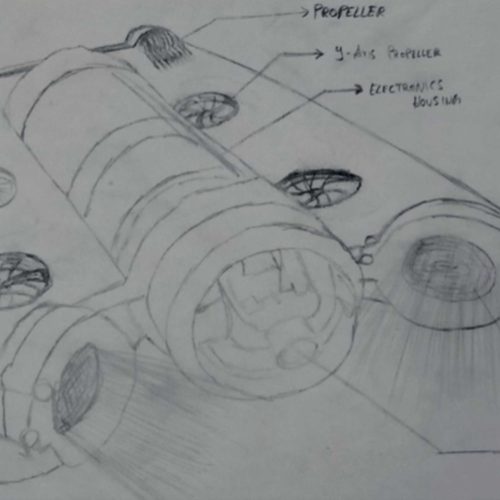 PROPELLER
Y-AXIS PROPELLER
ELECTRONICS
HOUSING